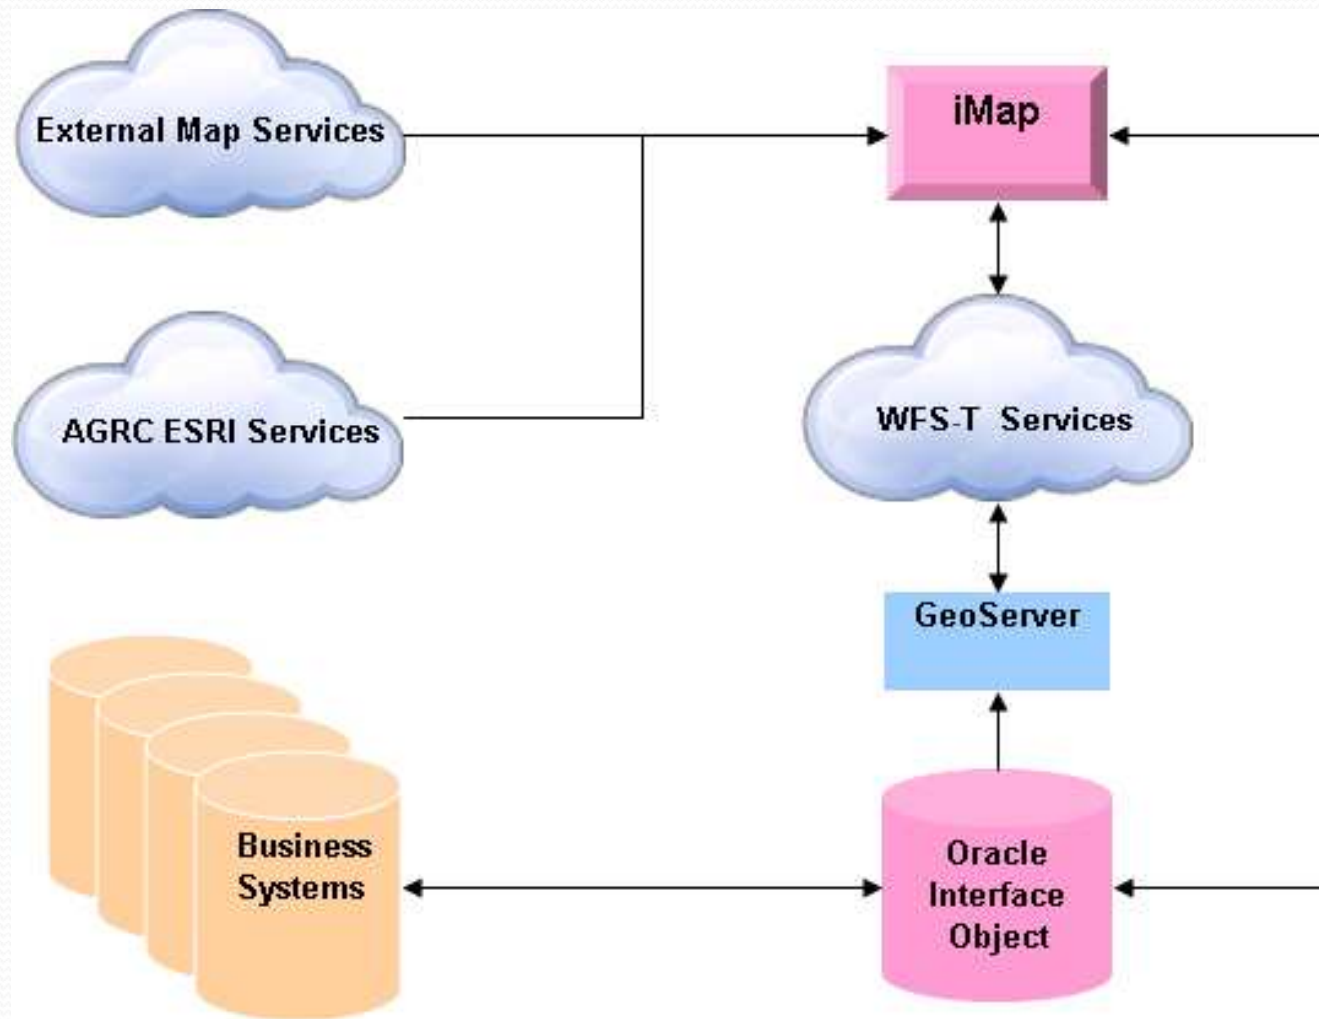 External Map Services
iMap
AGRC ESRI Services
WFS-T Services
GeoServer
Business
Systems
Oracle
Interface
Object